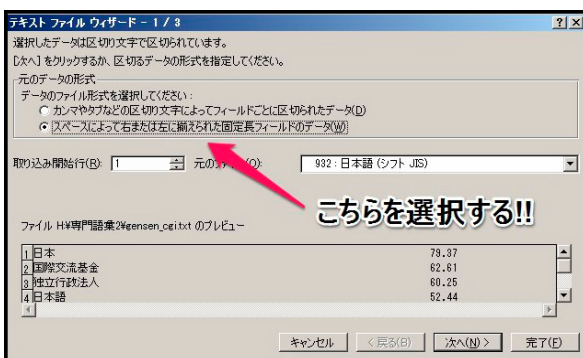 テキスト ファイル ウィザード - 1 / 3
選択したデータは区切り文字で区切られています。
[次へ] をクリックするか、区切るデータの形式を指定してください。
元のデータの形式
データのファイル形式を選択してください:
カンマやタブなどの区切り文字によってフィールドごとに区切られたデータ(D)
スペースによって右または左に揃えられた固定長フィールドのデータ(W)
取り込み開始行(R): 1 元の (O): 932 : 日本語 (シフト JIS)
こちらを選択する!!
ファイル H:¥専門語彙2¥gensen_cgi.txt のプレビュー
1 日本 79.37
2 国際交流基金 62.61
3 独立行政法人 60.25
4 日本語 52.44
キャンセル < 戻る(B) 次へ(N) > 完了(F)